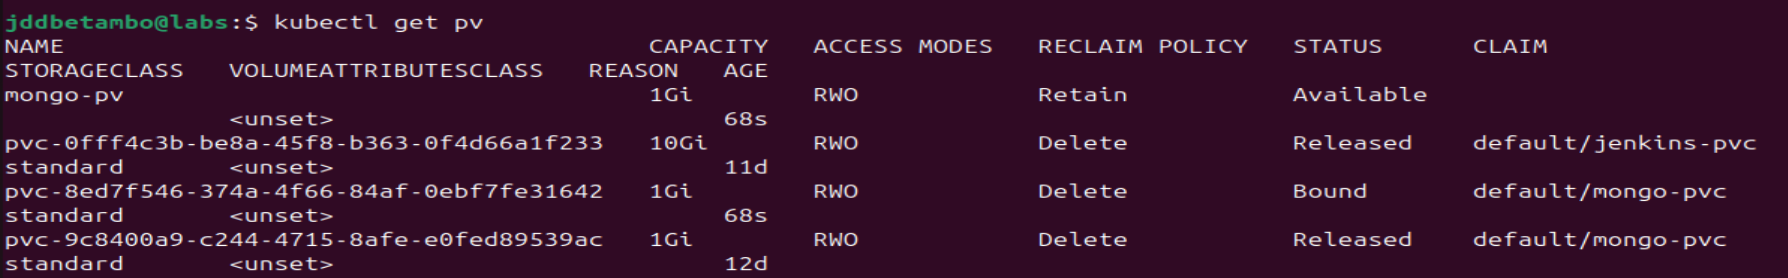 jddbetambo@labs:$ kubectl get pv
NAME                                       CAPACITY   ACCESS MODES   RECLAIM POLICY   STATUS      CLAIM
STORAGECLASS   VOLUMEATTRIBUTESCLASS   REASON   AGE
mongo-pv                                   1Gi        RWO            Retain           Available
               <unset>                          68s
pvc-0fff4c3b-be8a-45f8-b363-0f4d66a1f233   10Gi       RWO            Delete           Released    default/jenkins-pvc
standard       <unset>                          11d
pvc-8ed7f546-374a-4f66-84af-0ebf7fe31642   1Gi        RWO            Delete           Bound       default/mongo-pvc
standard       <unset>                          68s
pvc-9c8400a9-c244-4715-8afe-e0fed89539ac   1Gi        RWO            Delete           Released    default/mongo-pvc
standard       <unset>                          12d